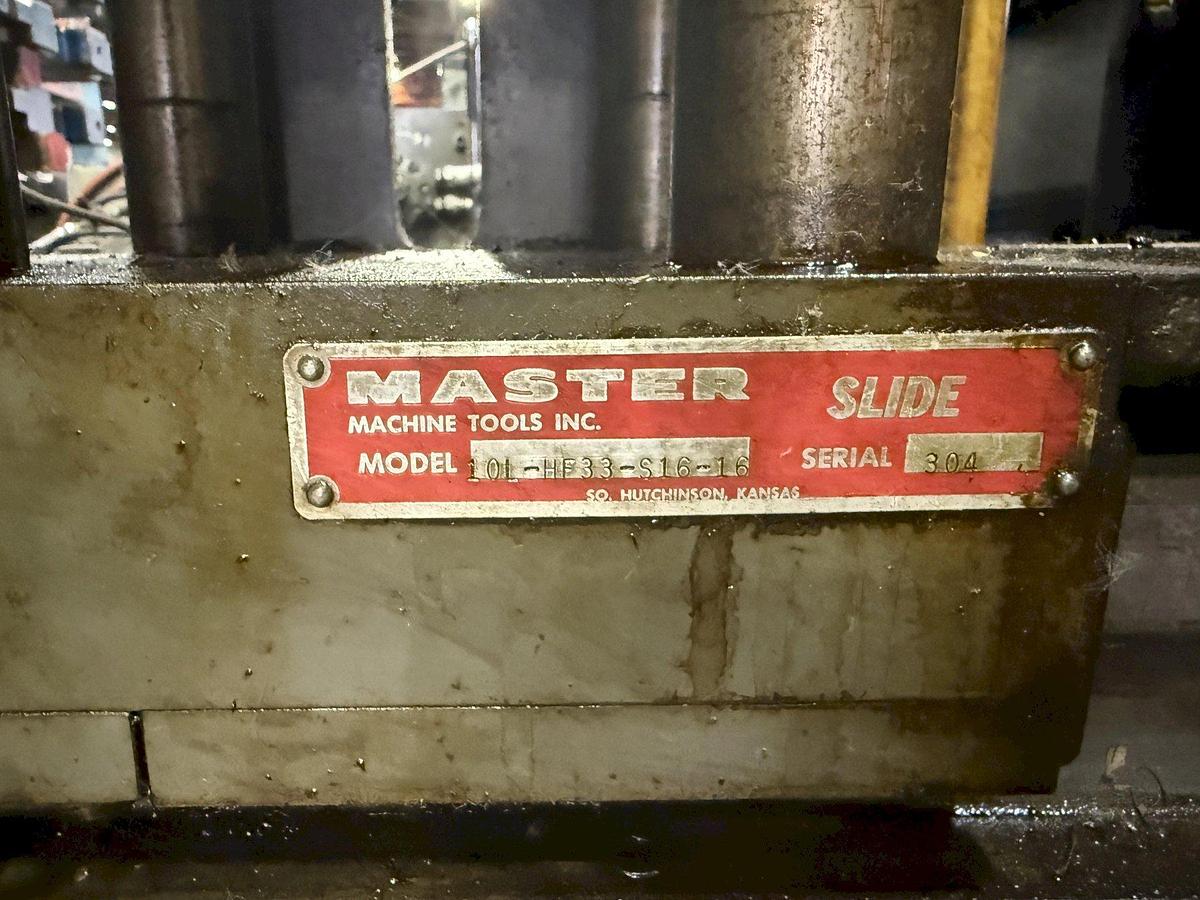 MASTER SLIDE
MACHINE TOOLS INC.
MODEL 10L-HF33-S16-16 SERIAL 304
SO. HUTCHINSON, KANSAS